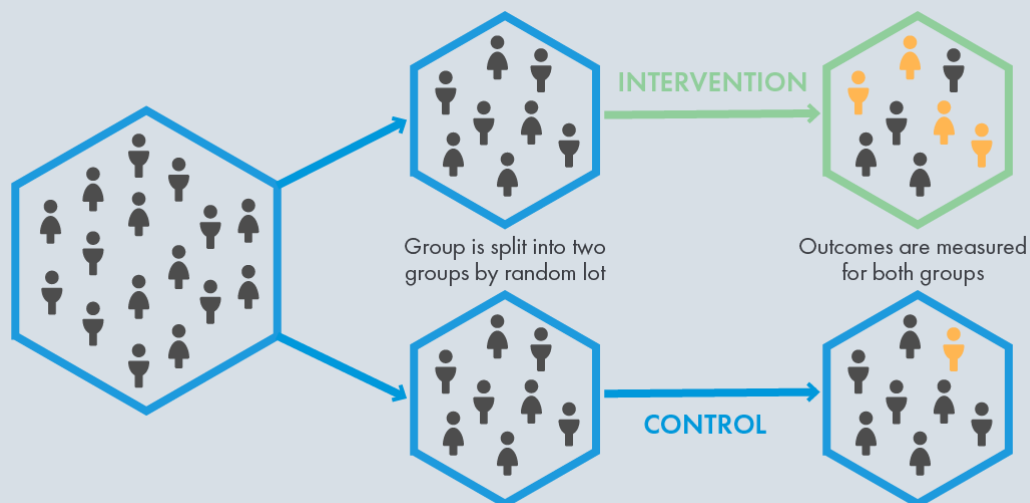 INTERVENTION
Group is split into two
groups by random lot
Outcomes are measured
for both groups
CONTROL